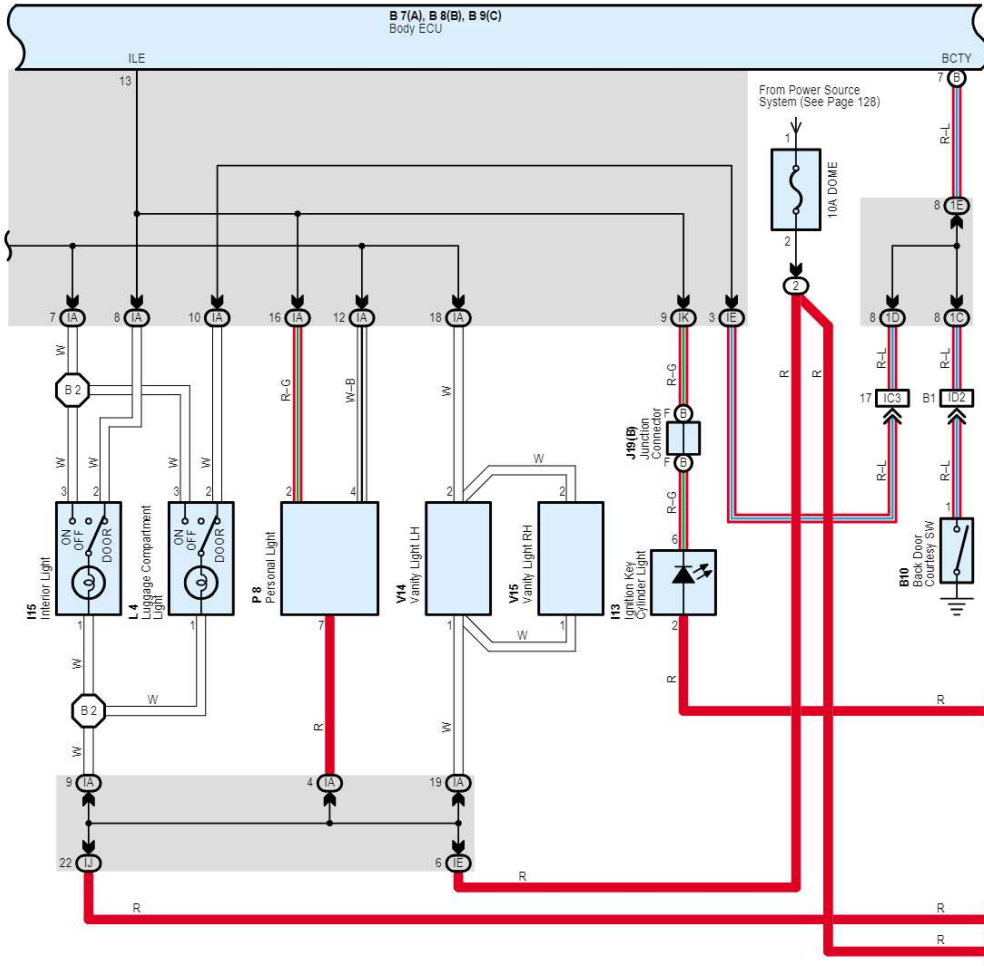 B 7(A), B 8(B), B 9(C)
Body ECU
ILE
BCTY
13
7 B
From Power Source
System (See Page 128)
R–L
1
10A DOME
2
8 1E
2
7 IA
8 IA
10 IA
16 IA
12 IA
18 IA
9 IK
3 IE
8 1D
8 1C
W
R–G
W–B
W
R–G
R
R
R–L
R–L
B 2
17 IC3
B1 ID2
F B
J19(B)
Junction
Connector
F B
W
W
W
W
W
R–G
R–L
R–L
3
2
3
2
2
4
2
2
6
1
ON
OFF
DOOR
ON
OFF
DOOR
I15
Interior Light
L 4
Luggage Compartment
Light
P 8
Personal Light
V14
Vanity Light LH
V15
Vanity Light RH
I13
Ignition Key
Cylinder Light
B10
Back Door
Courtesy SW
1
1
7
1
1
2
W
W
W
B 2
R
R
W
R
W
9 IA
4 IA
19 IA
22 IJ
6 IE
R
R
R
R